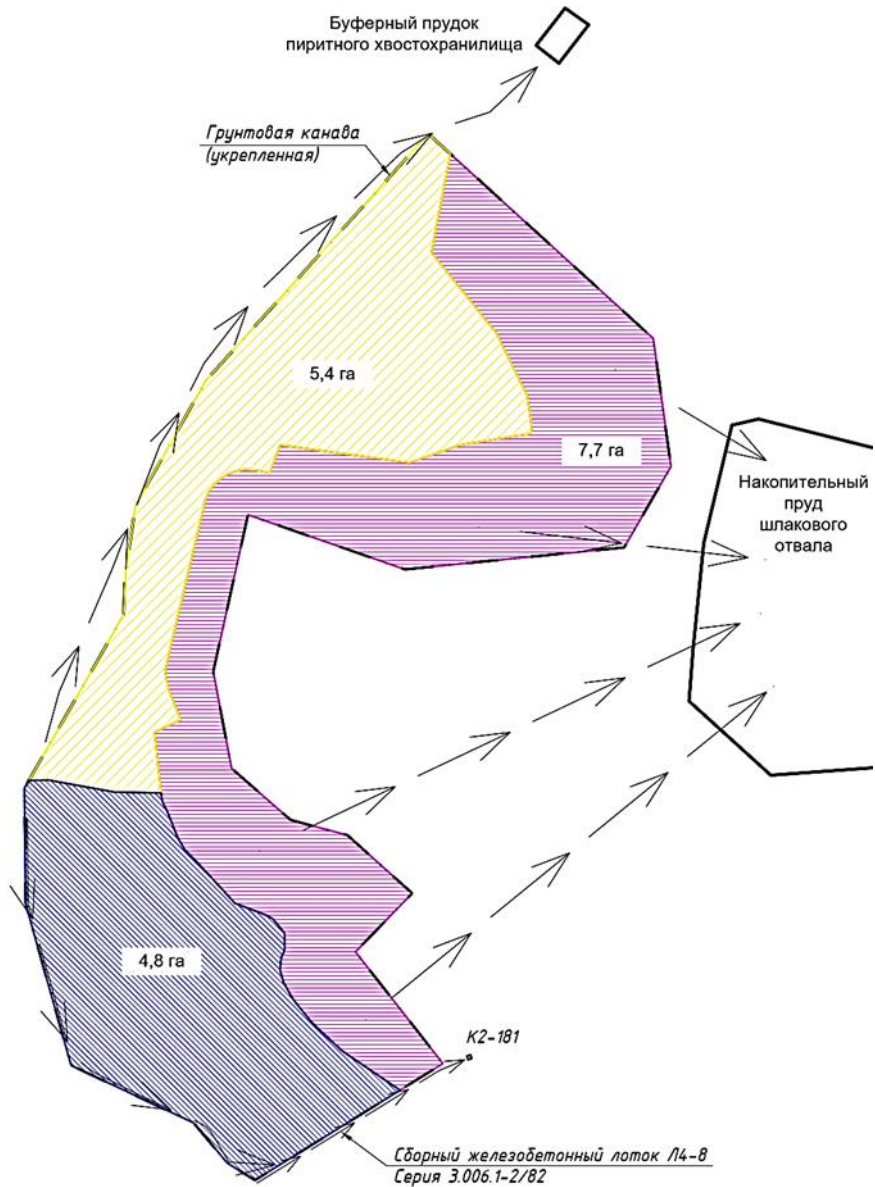 Буферный прудок
пиритного хвостохранилища
Грунтовая канава
(укрепленная)
5,4 га
7,7 га
Накопительный
пруд
шлакового
отвала
4,8 га
К2-181
Сборный железобетонный лоток Л4-8
Серия 3.006.1-2/82